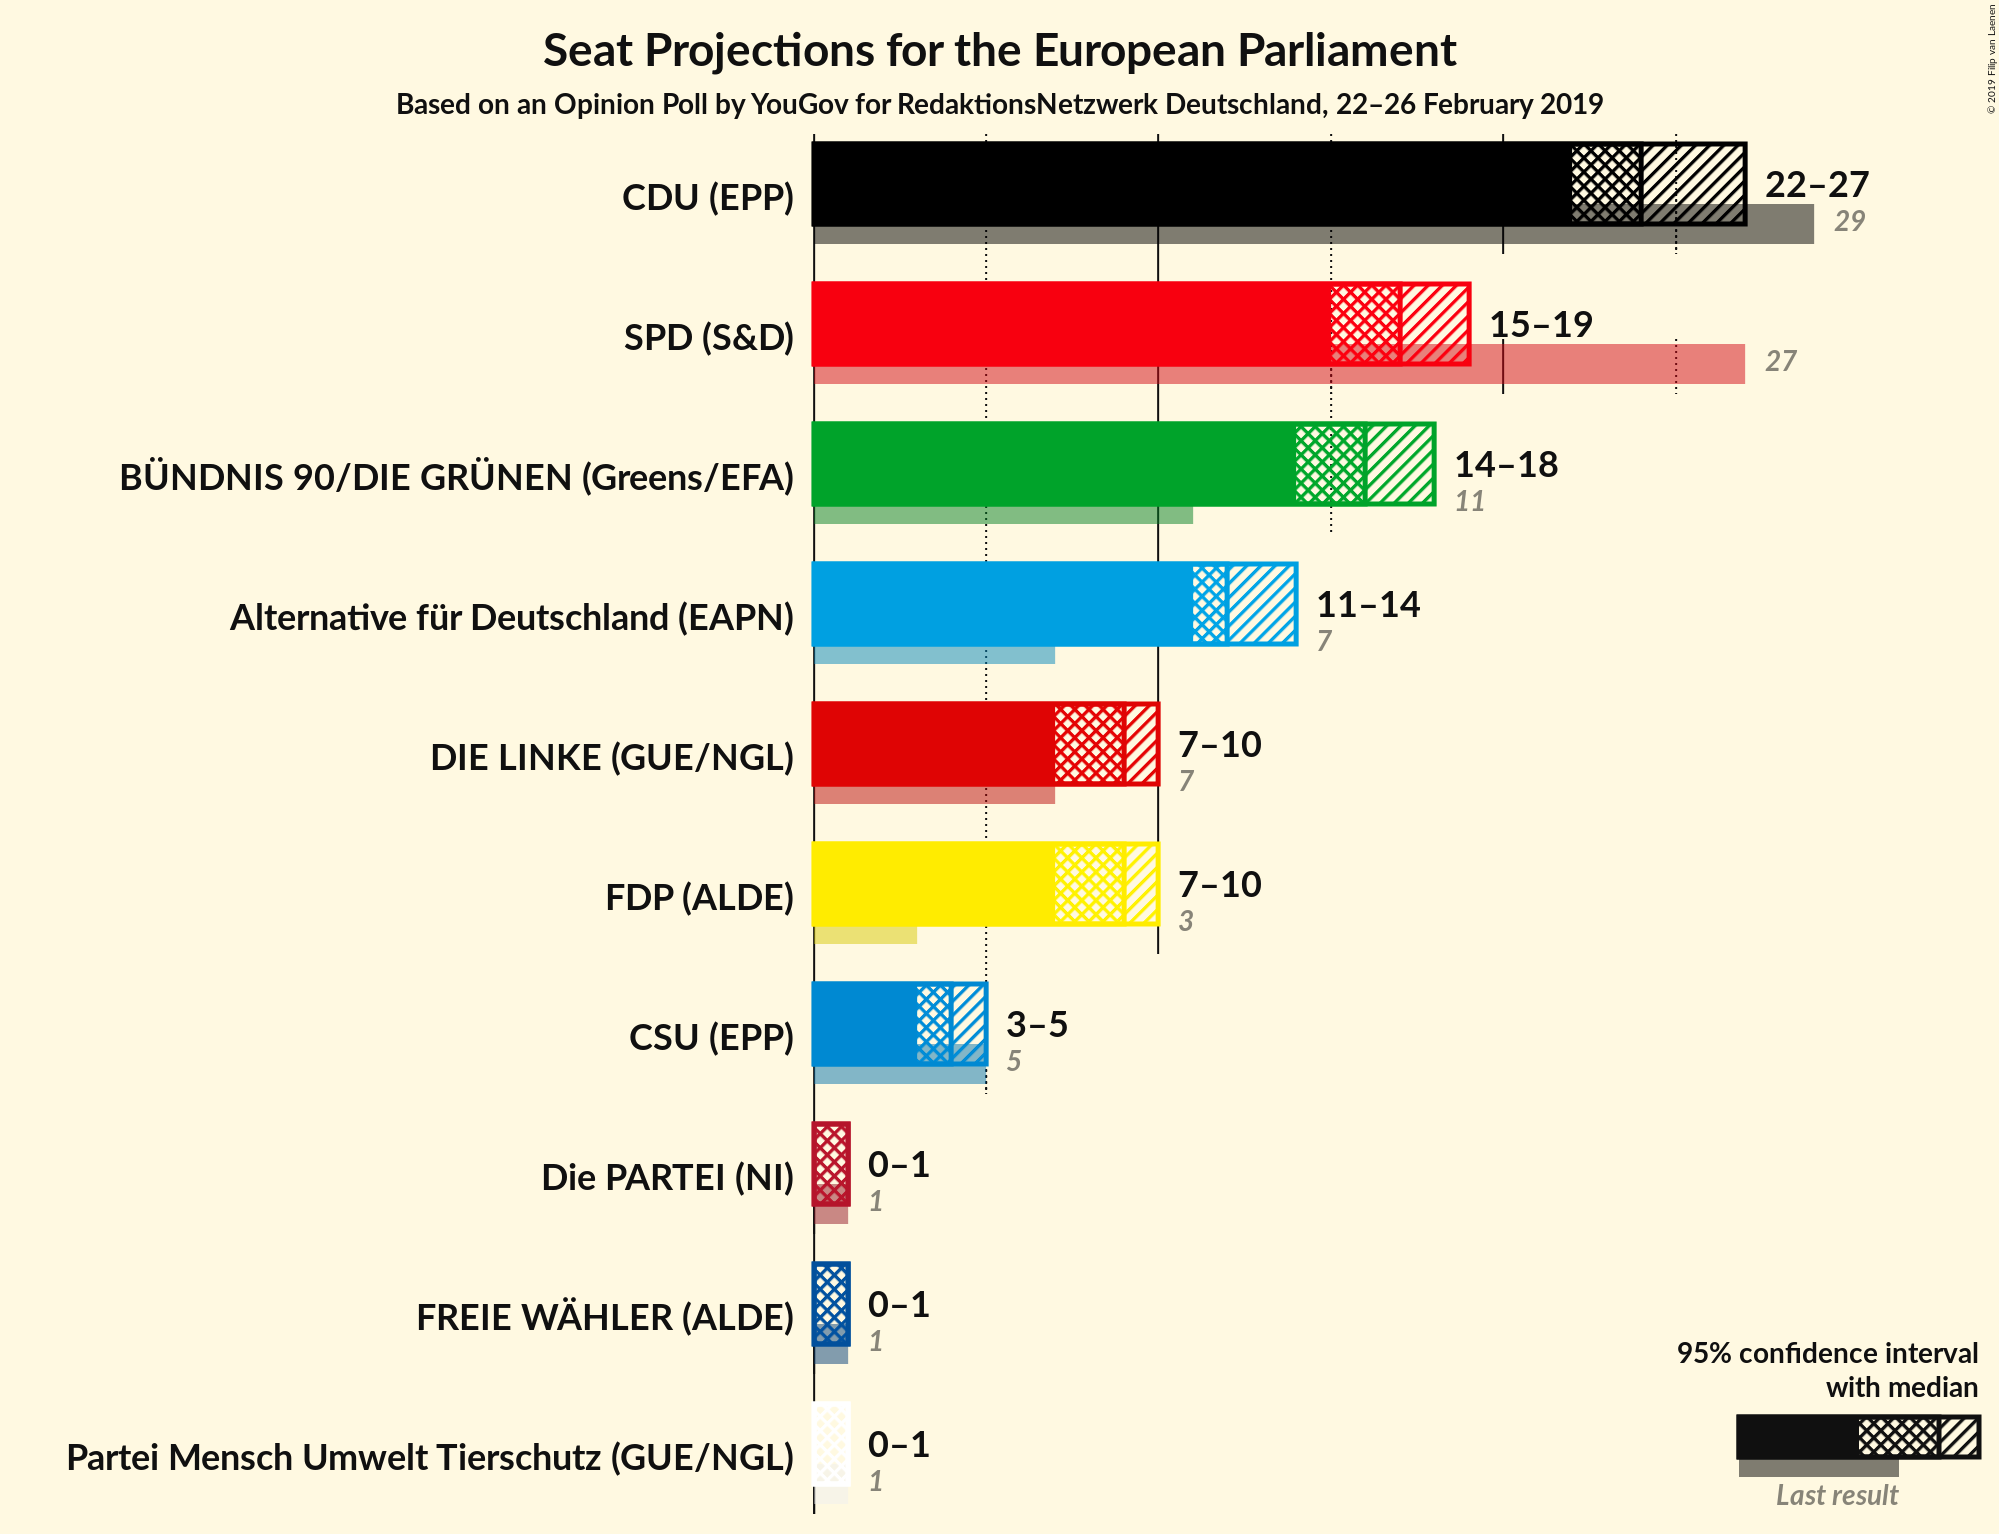 Seat Projections for the European Parliament
Based on an Opinion Poll by YouGov for RedaktionsNetzwerk Deutschland, 22–26 February 2019
© 2019 Filip van Laenen
CDU (EPP)
22–27
29
SPD (S&D)
15–19
27
BÜNDNIS 90/DIE GRÜNEN (Greens/EFA)
14–18
11
Alternative für Deutschland (EAPN)
11–14
7
DIE LINKE (GUE/NGL)
7–10
7
FDP (ALDE)
7–10
3
CSU (EPP)
3–5
5
Die PARTEI (NI)
0–1
1
FREIE WÄHLER (ALDE)
0–1
1
Partei Mensch Umwelt Tierschutz (GUE/NGL)
0–1
1
95% confidence interval
with median
Last result